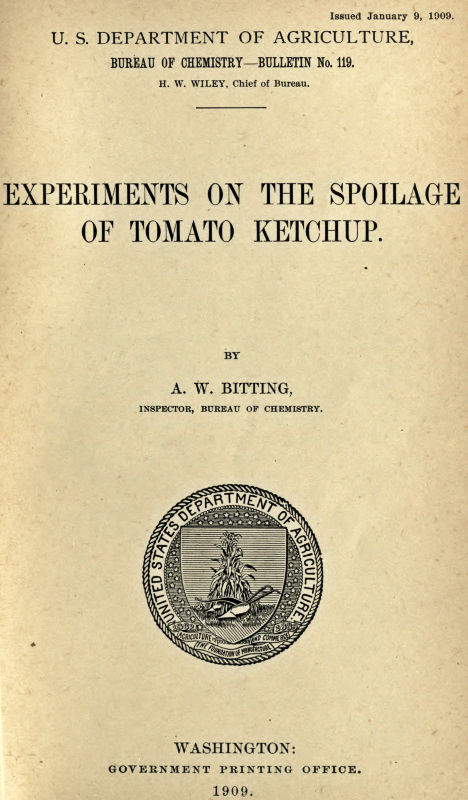 Issued January 9, 1909.
U. S. DEPARTMENT OF AGRICULTURE,
BUREAU OF CHEMISTRY—BULLETIN No. 119.
H. W. WILEY, Chief of Bureau.
EXPERIMENTS ON THE SPOILAGE
OF TOMATO KETCHUP.
BY
A. W. BITTING,
INSPECTOR, BUREAU OF CHEMISTRY.
UNITED STATES DEPARTMENT OF AGRICULTURE.
1862 1889
AGRICULTURE IS THE FOUNDATION OF MANUFACTURE AND COMMERCE
WASHINGTON:
GOVERNMENT PRINTING OFFICE.
1909.